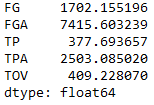 FG     1702.155196
FGA    7415.603239
TP      377.693657
TPA    2503.085020
TOV     409.228070
dtype: float64